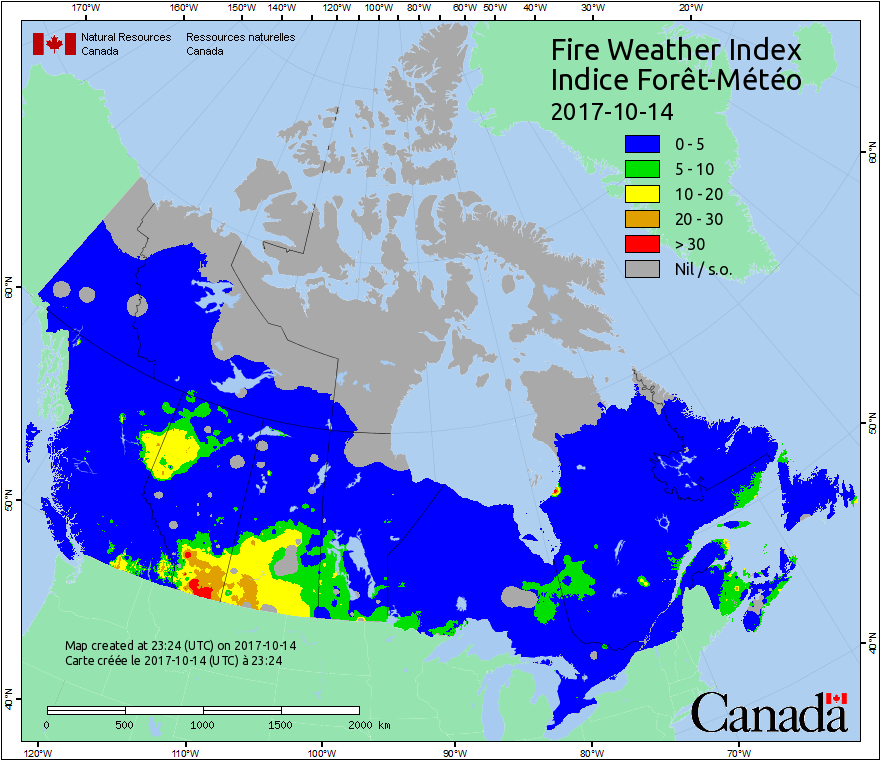 170°W 160°W 150°W 140°W 130°W 120°W 110°W 100°W 90°W 80°W 60°W 50°W 40°W 30°W 20°W
Natural Resources
Canada
Ressources naturelles
Canada
Fire Weather Index
Indice Forêt-Météo
2017-10-14
0 - 5
5 - 10
10 - 20
20 - 30
> 30
Nil / s.o.
60°N
50°N
40°N
60°N
50°N
40°N
Map created at 23:24 (UTC) on 2017-10-14
Carte créée le 2017-10-14 (UTC) à 23:24
0 500 1000 1500 2000 km
Canada
120°W 110°W 100°W 90°W 80°W 70°W